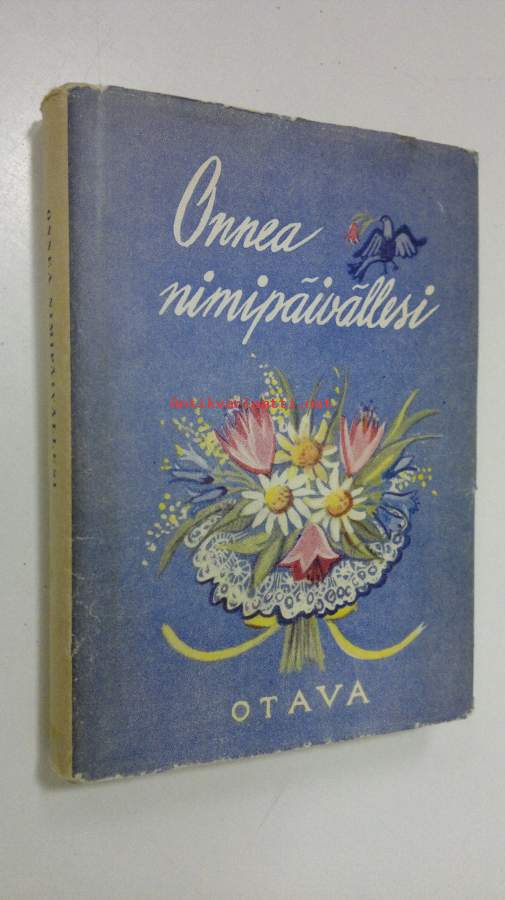 Onnea
nimipäivällesi
antikvariaatti.net
OTAVA
ONNEA NIMIPÄIVÄLLESI